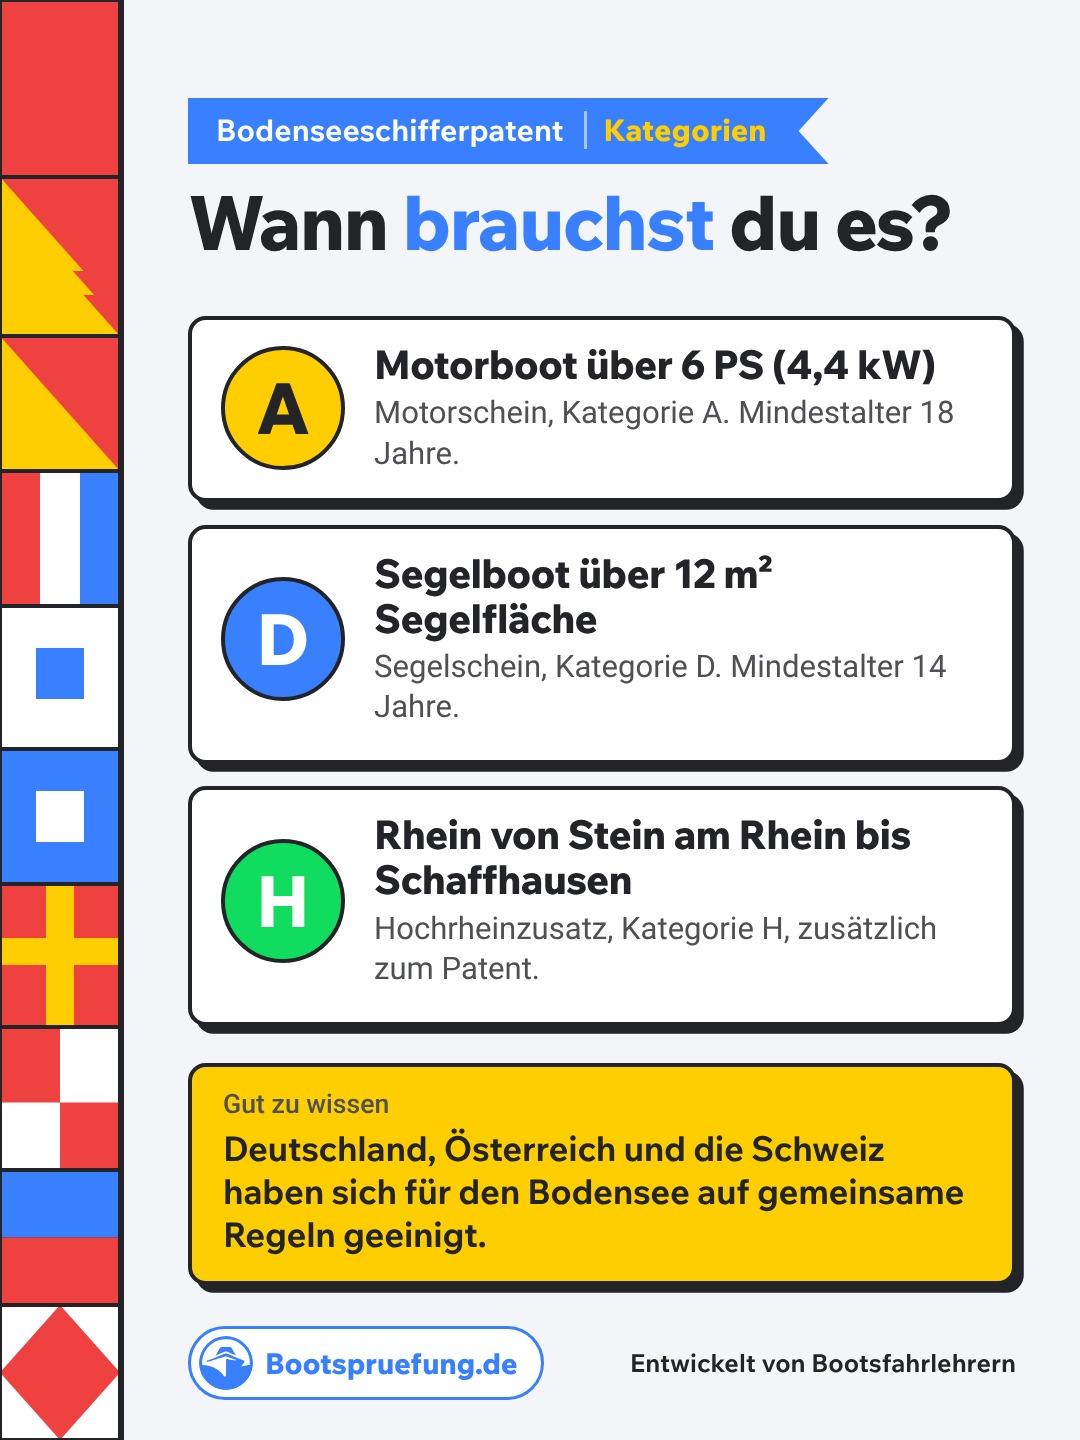 Bodenseeschifferpatent | Kategorien
Wann brauchst du es?
A
Motorboot über 6 PS (4,4 kW)
Motorschein, Kategorie A. Mindestalter 18
Jahre.
D
Segelboot über 12 m²
Segelfläche
Segelschein, Kategorie D. Mindestalter 14
Jahre.
H
Rhein von Stein am Rhein bis
Schaffhausen
Hochrheinzusatz, Kategorie H, zusätzlich
zum Patent.
Gut zu wissen
Deutschland, Österreich und die Schweiz
haben sich für den Bodensee auf gemeinsame
Regeln geeinigt.
Bootspruefung.de
Entwickelt von Bootsfahrlehrern